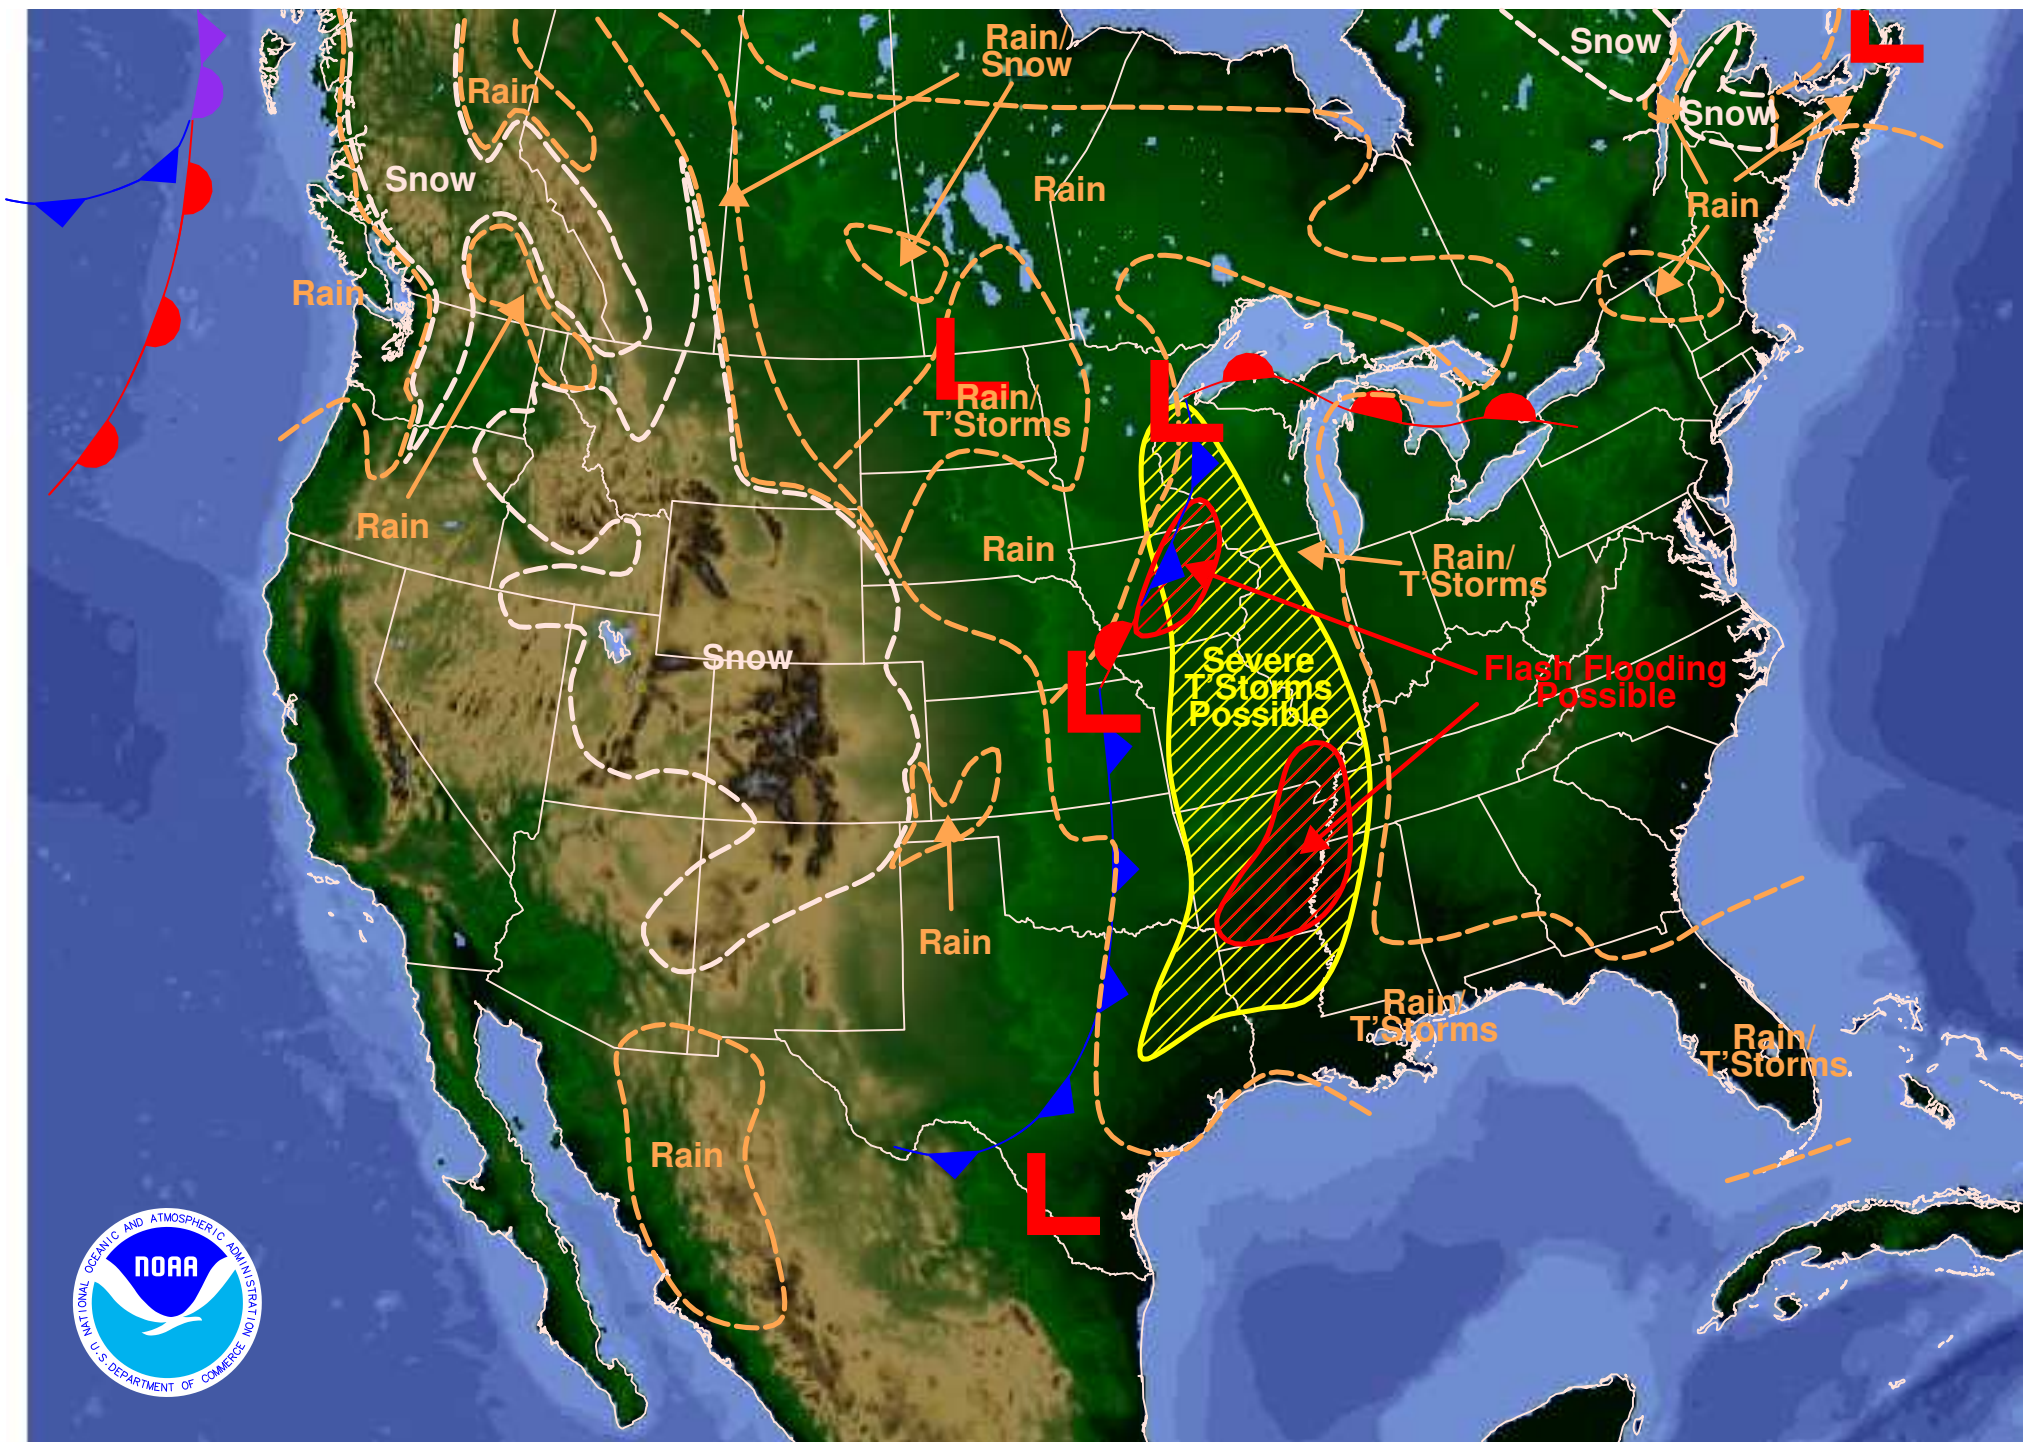 Rain/
Snow
Snow
Rain
Snow
Snow
Rain
Rain
Rain
Rain/
T'Storms
Rain
Rain
Rain/
T'Storms
Snow
Severe
T'Storms
Possible
Flash Flooding
Possible
Rain
Rain/
T'Storms
Rain/
T'Storms
Rain
L
L
L
L
L
NATIONAL OCEANIC AND ATMOSPHERIC ADMINISTRATION
NOAA
U.S. DEPARTMENT OF COMMERCE